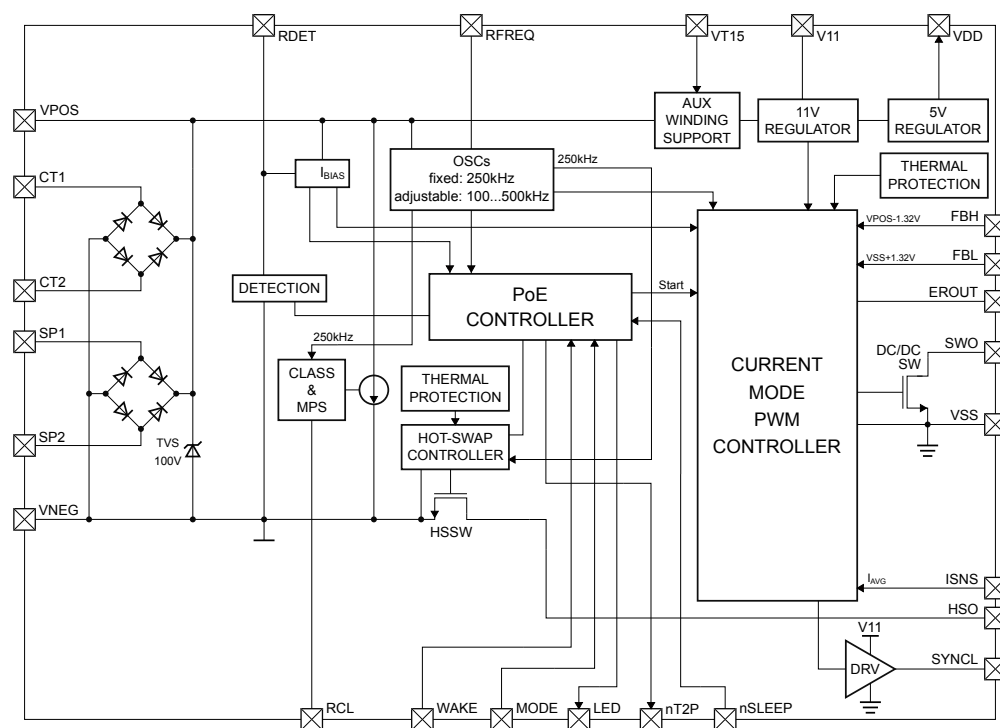 RDET
RFREQ
VT15
V11
VDD
VPOS
AUX
WINDING
SUPPORT
11V
REGULATOR
5V
REGULATOR
OSCs
fixed: 250kHz
adjustable: 100...500kHz
250kHz
THERMAL
PROTECTION
CT1
IBIAS
VPOS-1.32V
FBH
VSS+1.32V
FBL
CT2
DETECTION
PoE
CONTROLLER
Start
EROUT
SP1
250kHz
CLASS
&
MPS
THERMAL
PROTECTION
CURRENT
MODE
PWM
CONTROLLER
DC/DC
SW
SWO
VSS
SP2
TVS
100V
HOT-SWAP
CONTROLLER
VNEG
HSSW
IAVG
ISNS
HSO
V11
DRV
SYNCL
RCL
WAKE
MODE
LED
nT2P
nSLEEP